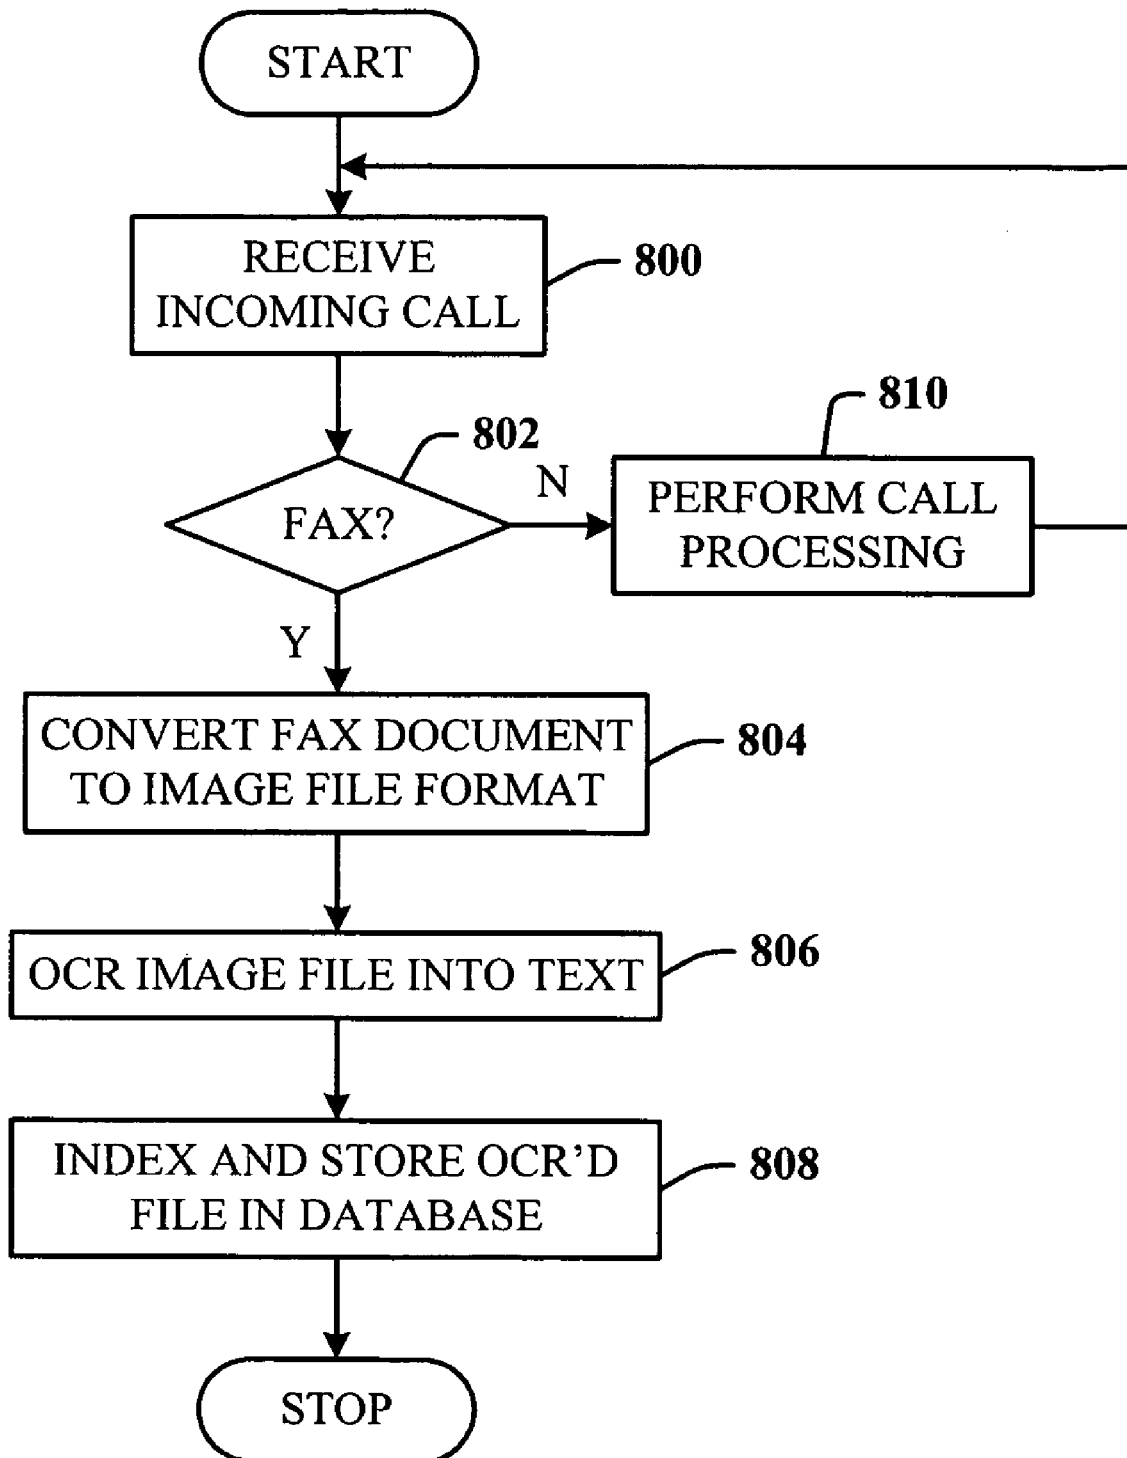 START
RECEIVE
INCOMING CALL
800
802
FAX?
N
810
PERFORM CALL
PROCESSING
Y
CONVERT FAX DOCUMENT
TO IMAGE FILE FORMAT
804
OCR IMAGE FILE INTO TEXT
806
INDEX AND STORE OCR'D
FILE IN DATABASE
808
STOP